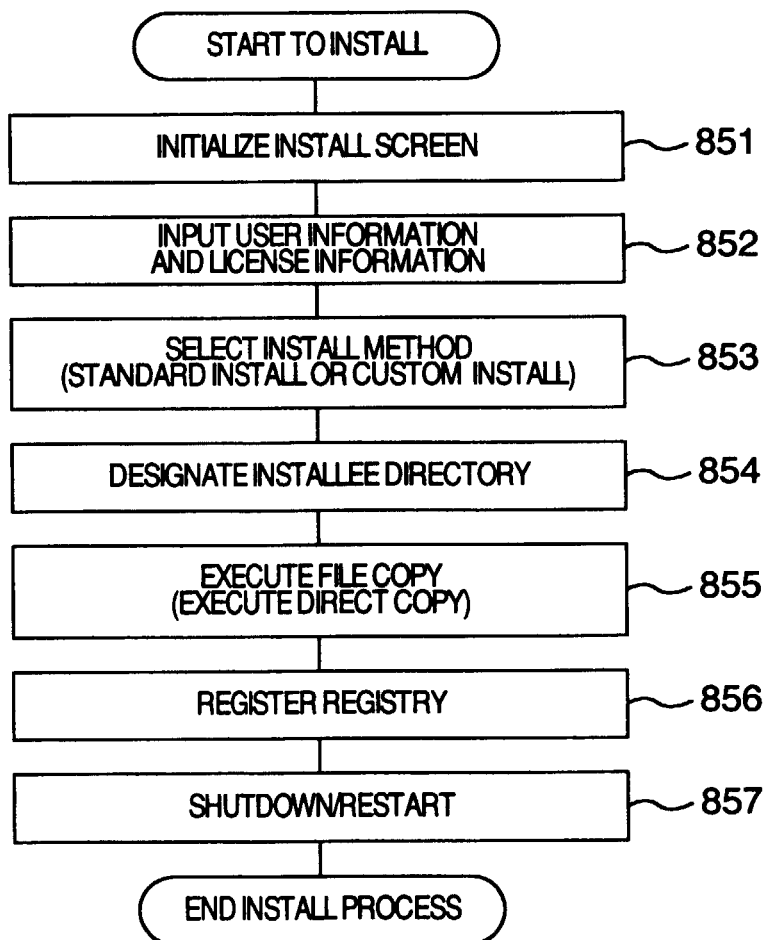 START TO INSTALL
INITIALIZE INSTALL SCREEN
851
INPUT USER INFORMATION
AND LICENSE INFORMATION
852
SELECT INSTALL METHOD
(STANDARD INSTALL OR CUSTOM INSTALL)
853
DESIGNATE INSTALLEE DIRECTORY
854
EXECUTE FILE COPY
(EXECUTE DIRECT COPY)
855
REGISTER REGISTRY
856
SHUTDOWN/RESTART
857
END INSTALL PROCESS